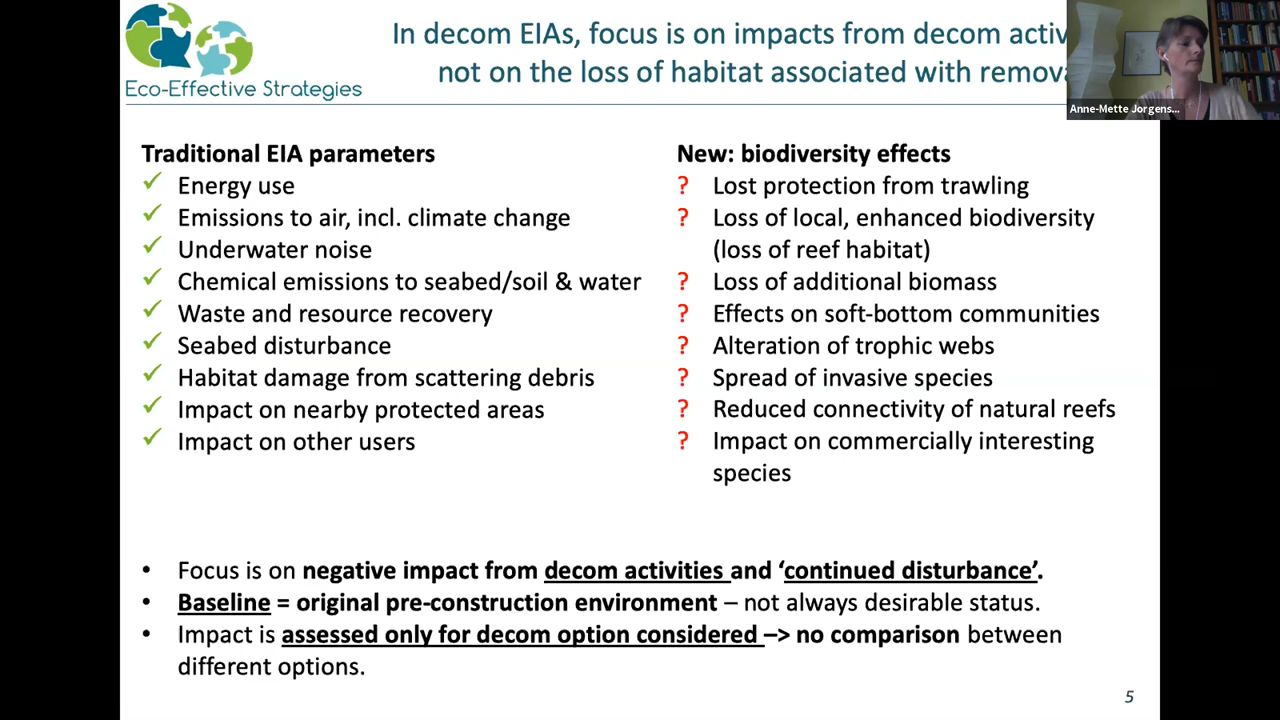 Eco-Effective Strategies
In decom EIAs, focus is on impacts from decom
not on the loss of habitat associated with
Anne-Mette Jorgens...
Traditional EIA parameters
✓ Energy use
✓ Emissions to air, incl. climate change
✓ Underwater noise
✓ Chemical emissions to seabed/soil & water
✓ Waste and resource recovery
✓ Seabed disturbance
✓ Habitat damage from scattering debris
✓ Impact on nearby protected areas
✓ Impact on other users
New: biodiversity effects
? Lost protection from trawling
? Loss of local, enhanced biodiversity
(loss of reef habitat)
? Loss of additional biomass
? Effects on soft-bottom communities
? Alteration of trophic webs
? Spread of invasive species
? Reduced connectivity of natural reefs
? Impact on commercially interesting
species
• Focus is on negative impact from decom activities and ‘continued disturbance’.
• Baseline = original pre-construction environment – not always desirable status.
• Impact is assessed only for decom option considered –> no comparison between
different options.
5